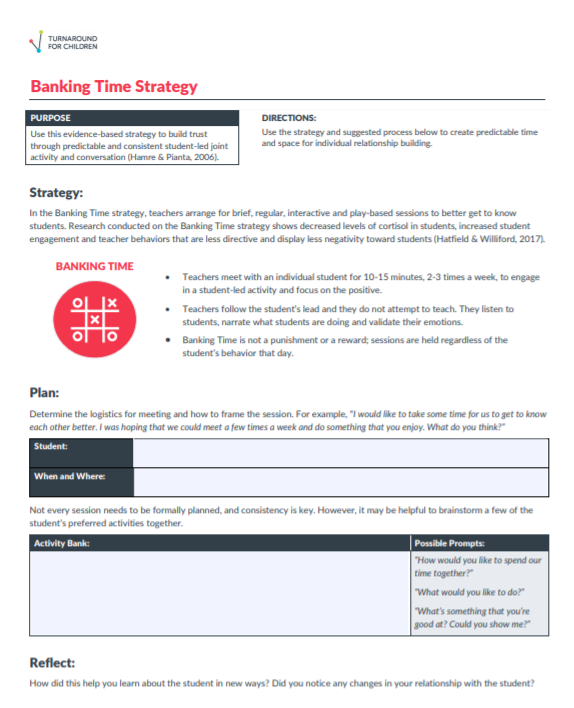 TURNAROUND
FOR CHILDREN
Banking Time Strategy
PURPOSE
Use this evidence-based strategy to build trust
through predictable and consistent student-led joint
activity and conversation (Hamre & Pianta, 2006).
DIRECTIONS:
Use the strategy and suggested process below to create predictable time
and space for individual relationship building.
Strategy:
In the Banking Time strategy, teachers arrange for brief, regular, interactive and play-based sessions to better get to know
students. Research conducted on the Banking Time strategy shows decreased levels of cortisol in students, increased student
engagement and teacher behaviors that are less directive and display less negativity toward students (Hatfield & Williford, 2017).
BANKING TIME
• Teachers meet with an individual student for 10-15 minutes, 2-3 times a week, to engage
in a student-led activity and focus on the positive.
• Teachers follow the student's lead and they do not attempt to teach. They listen to
students, narrate what students are doing and validate their emotions.
• Banking Time is not a punishment or a reward; sessions are held regardless of the
student's behavior that day.
Plan:
Determine the logistics for meeting and how to frame the session. For example, "I would like to take some time for us to get to know
each other better. I was hoping that we could meet a few times a week and do something that you enjoy. What do you think?"
Student:
When and Where:
Not every session needs to be formally planned, and consistency is key. However, it may be helpful to brainstorm a few of the
student's preferred activities together.
Activity Bank:
Possible Prompts:
"How would you like to spend our
time together?"
"What would you like to do?"
"What's something that you're
good at? Could you show me?"
Reflect:
How did this help you learn about the student in new ways? Did you notice any changes in your relationship with the student?